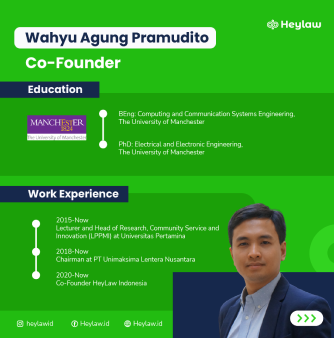 Heylaw
Wahyu Agung Pramudito
Co-Founder
Education
MANCHESTER
1824
The University of Manchester
BEng: Computing and Communication Systems Engineering,
The University of Manchester
PhD: Electrical and Electronic Engineering,
The University of Manchester
Work Experience
2015-Now
Lecturer and Head of Research, Community Service and
Innovation (LPPMI) at Universitas Pertamina
2018-Now
Chairman at PT Unimaksima Lentera Nusantara
2020-Now
Co-Founder HeyLaw Indonesia
heylawid
Heylaw.id
Heylaw.id